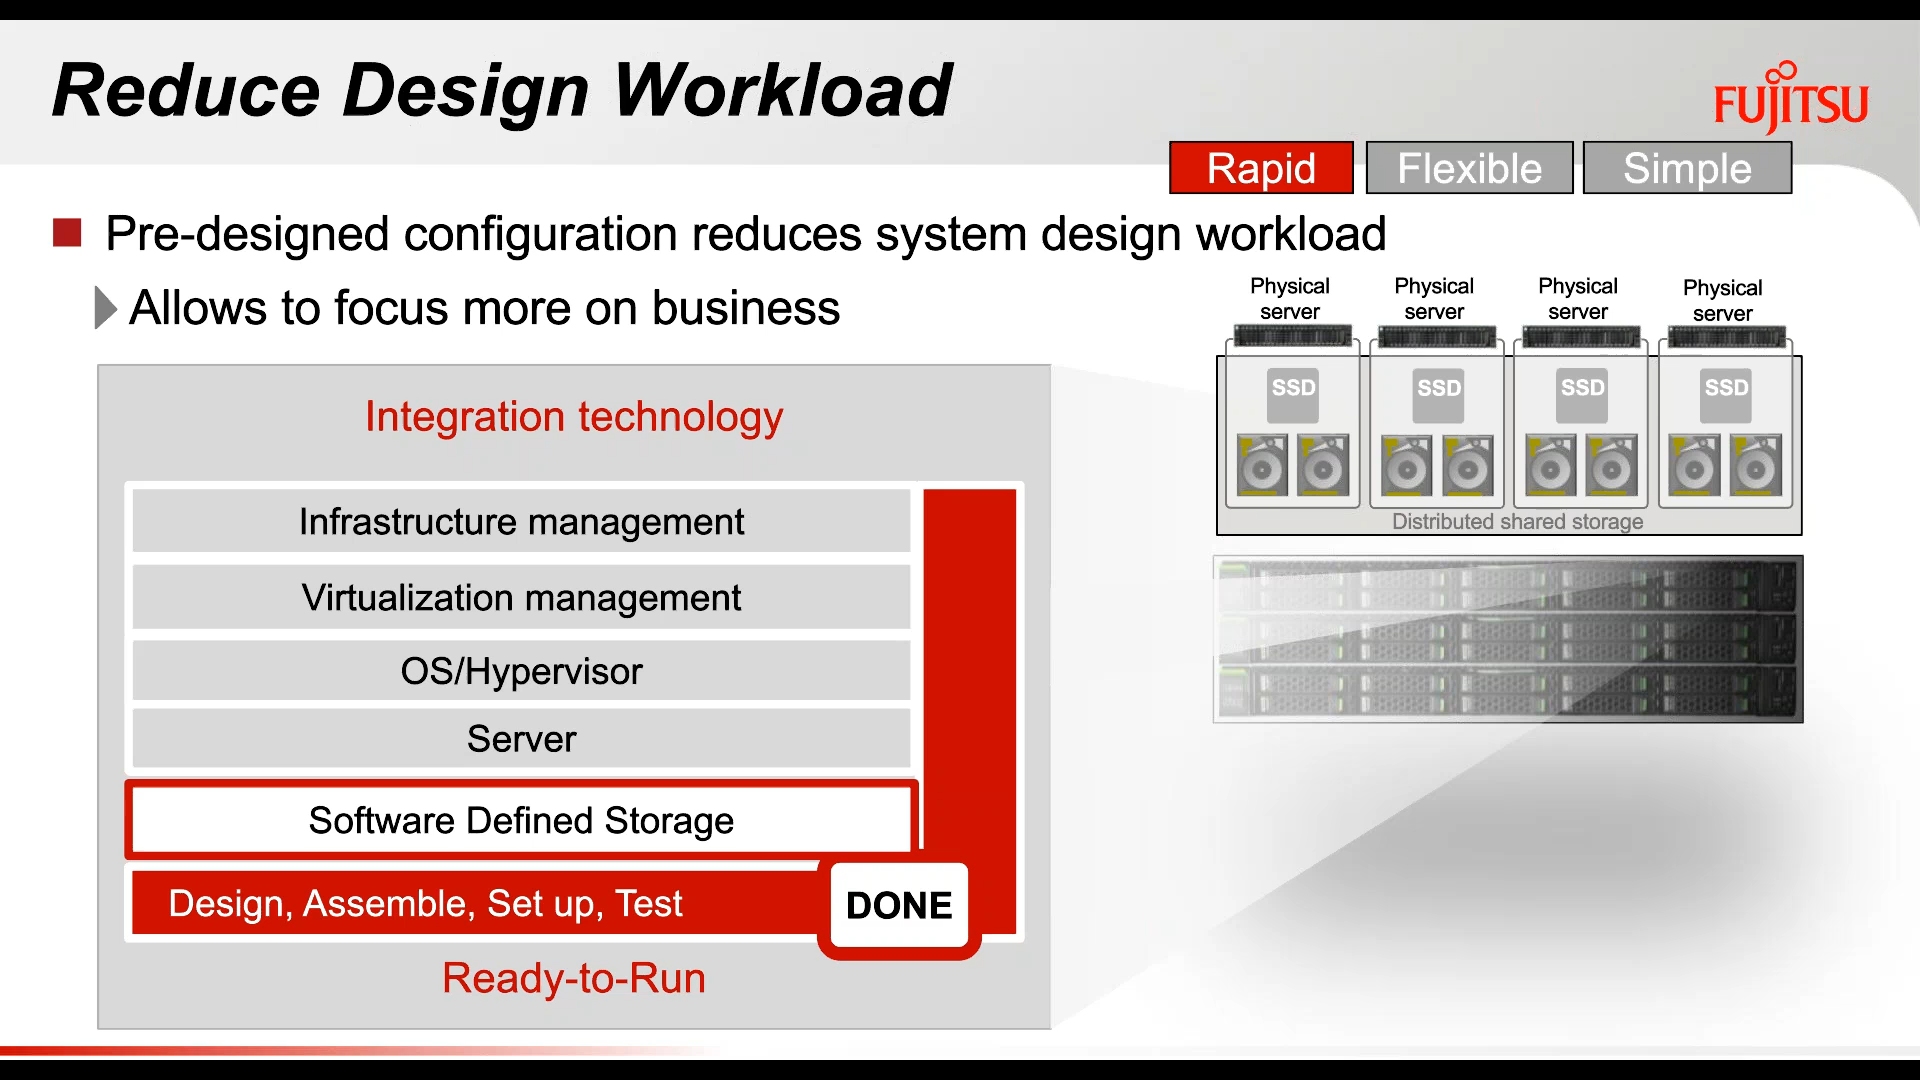 Reduce Design Workload
FUJITSU
Rapid
Flexible
Simple
Pre-designed configuration reduces system design workload
Allows to focus more on business
Physical
server
Physical
server
Physical
server
Physical
server
SSD
SSD
SSD
SSD
Distributed shared storage
Integration technology
Infrastructure management
Virtualization management
OS/Hypervisor
Server
Software Defined Storage
Design, Assemble, Set up, Test
DONE
Ready-to-Run